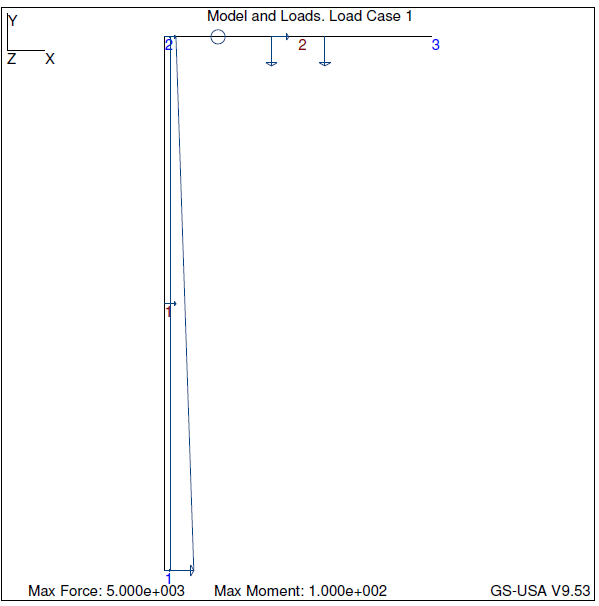 Model and Loads. Load Case 1
Y
Z X
2
2
3
1
1
Max Force: 5.000e+003 Max Moment: 1.000e+002 GS-USA V9.53